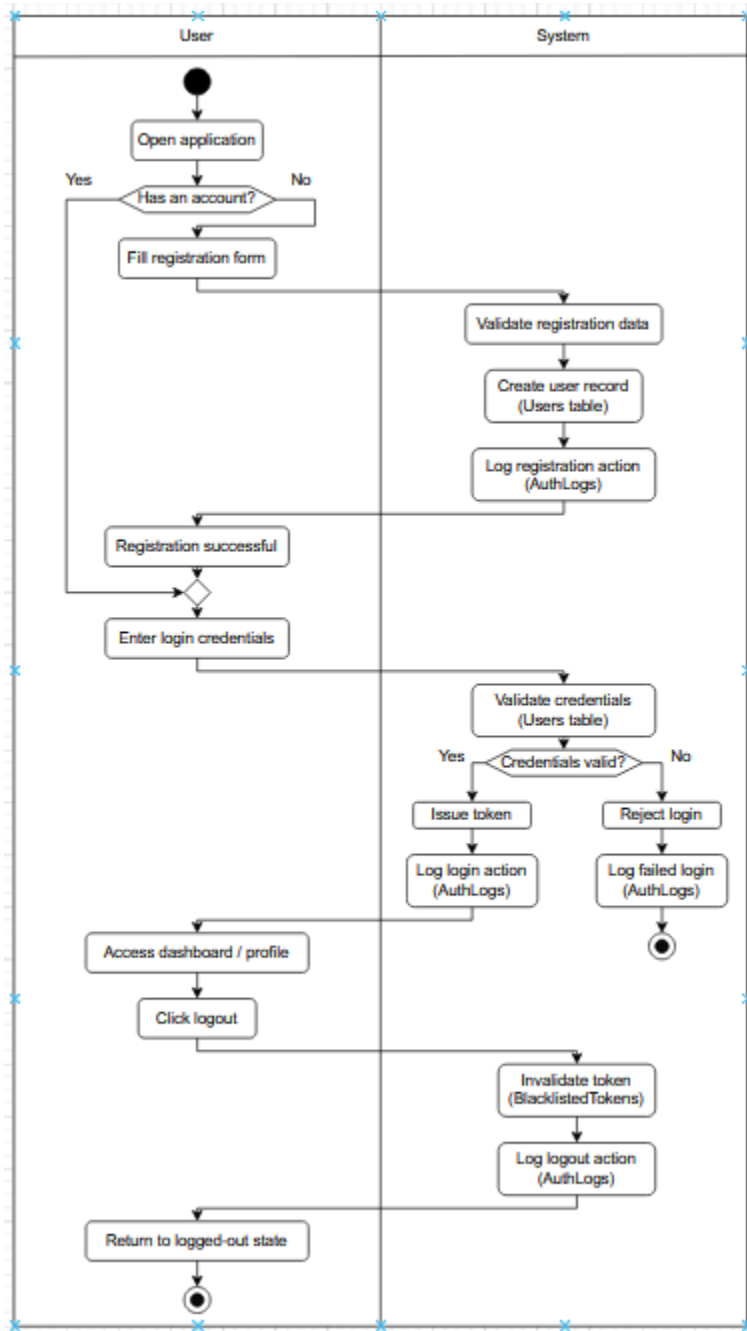 User
System
Open application
Yes
No
Has an account?
Fill registration form
Validate registration data
Create user record
(Users table)
Log registration action
(AuthLogs)
Registration successful
Enter login credentials
Validate credentials
(Users table)
Yes
No
Credentials valid?
Issue token
Reject login
Log login action
(AuthLogs)
Log failed login
(AuthLogs)
Access dashboard / profile
Click logout
Invalidate token
(BlacklistedTokens)
Log logout action
(AuthLogs)
Return to logged-out state